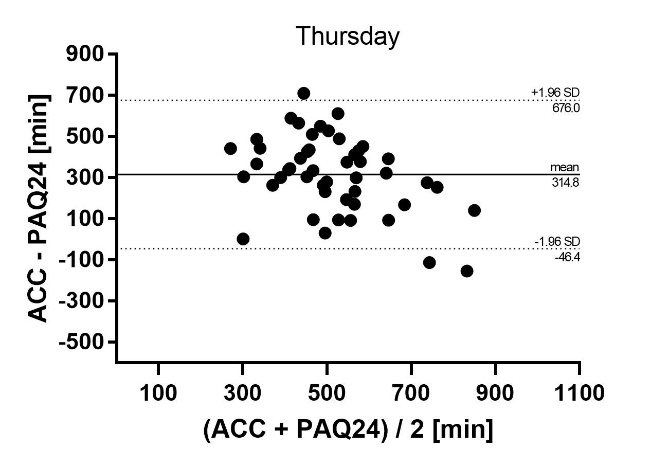 Thursday
900
700
500
300
100
-100
-300
-500
ACC - PAQ24 [min]
+1.96 SD
676.0
mean
314.8
-1.96 SD
-46.4
100 300 500 700 900 1100
(ACC + PAQ24) / 2 [min]